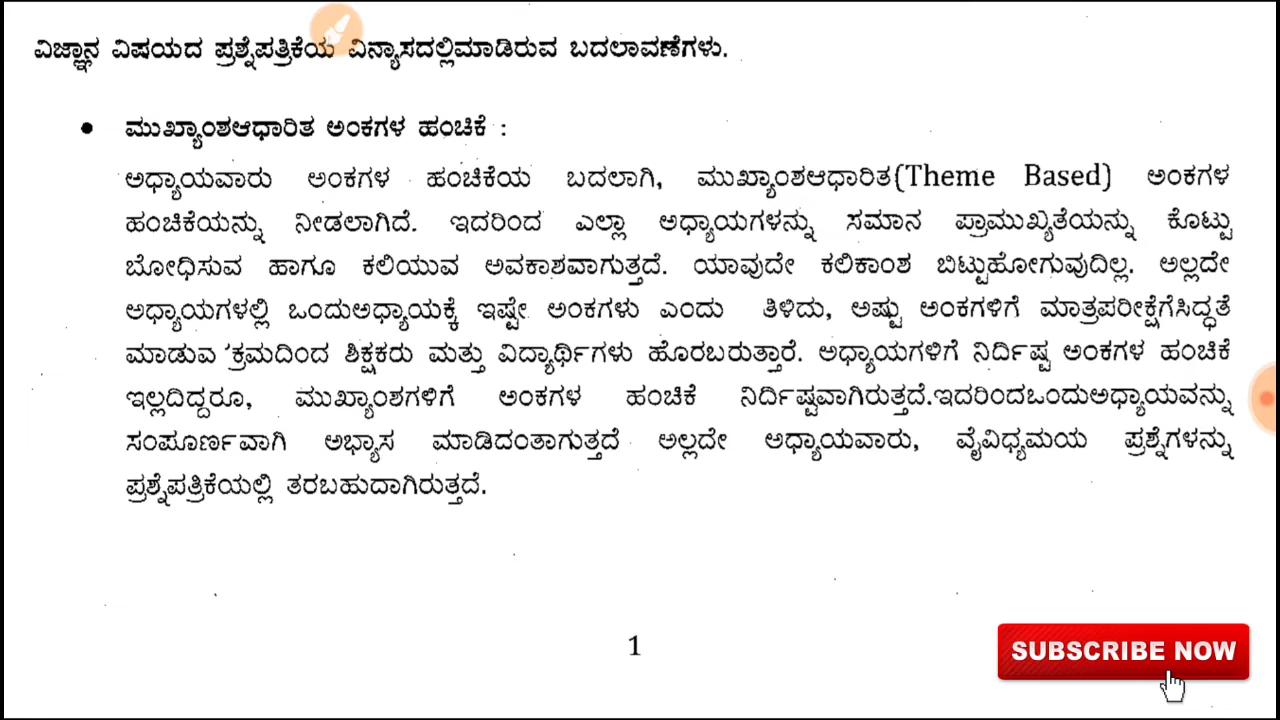 ವಿಜ್ಞಾನ ವಿಷಯದ ಪ್ರಶ್ನೆಪತ್ರಿಕೆಯ ವಿನ್ಯಾಸದಲ್ಲಿಮಾಡಿರುವ ಬದಲಾವಣೆಗಳು.
• ಮುಖ್ಯಾಂಶಆಧಾರಿತ ಅಂಕಗಳ ಹಂಚಿಕೆ :
ಅಧ್ಯಾಯವಾರು ಅಂಕಗಳ ಹಂಚಿಕೆಯ ಬದಲಾಗಿ, ಮುಖ್ಯಾಂಶಆಧಾರಿತ(Theme Based) ಅಂಕಗಳ
ಹಂಚಿಕೆಯನ್ನು ನೀಡಲಾಗಿದೆ. ಇದರಿಂದ ಎಲ್ಲಾ ಅಧ್ಯಾಯಗಳನ್ನು ಸಮಾನ ಪ್ರಾಮುಖ್ಯತೆಯನ್ನು ಕೊಟ್ಟು
ಬೋಧಿಸುವ ಹಾಗೂ ಕಲಿಯುವ ಅವಕಾಶವಾಗುತ್ತದೆ. ಯಾವುದೇ ಕಲಿಕಾಂಶ ಬಿಟ್ಟುಹೋಗುವುದಿಲ್ಲ. ಅಲ್ಲದೇ
ಅಧ್ಯಾಯಗಳಲ್ಲಿ ಒಂದುಅಧ್ಯಾಯಕ್ಕೆ ಇಷ್ಟೇ ಅಂಕಗಳು ಎಂದು ತಿಳಿದು, ಅಷ್ಟು ಅಂಕಗಳಿಗೆ ಮಾತ್ರಪರೀಕ್ಷೆಗೆಸಿದ್ಧತೆ
ಮಾಡುವ ಕ್ರಮದಿಂದ ಶಿಕ್ಷಕರು ಮತ್ತು ವಿದ್ಯಾರ್ಥಿಗಳು ಹೊರಬರುತ್ತಾರೆ. ಅಧ್ಯಾಯಗಳಿಗೆ ನಿರ್ದಿಷ್ಟ ಅಂಕಗಳ ಹಂಚಿಕೆ
ಇಲ್ಲದಿದ್ದರೂ, ಮುಖ್ಯಾಂಶಗಳಿಗೆ ಅಂಕಗಳ ಹಂಚಿಕೆ ನಿರ್ದಿಷ್ಟವಾಗಿರುತ್ತದೆ.ಇದರಿಂದಒಂದುಅಧ್ಯಾಯವನ್ನು
ಸಂಪೂರ್ಣವಾಗಿ ಅಭ್ಯಾಸ ಮಾಡಿದಂತಾಗುತ್ತದೆ ಅಲ್ಲದೇ ಅಧ್ಯಾಯವಾರು, ವೈವಿಧ್ಯಮಯ ಪ್ರಶ್ನೆಗಳನ್ನು
ಪ್ರಶ್ನೆಪತ್ರಿಕೆಯಲ್ಲಿ ತರಬಹುದಾಗಿರುತ್ತದೆ.
1
SUBSCRIBE NOW